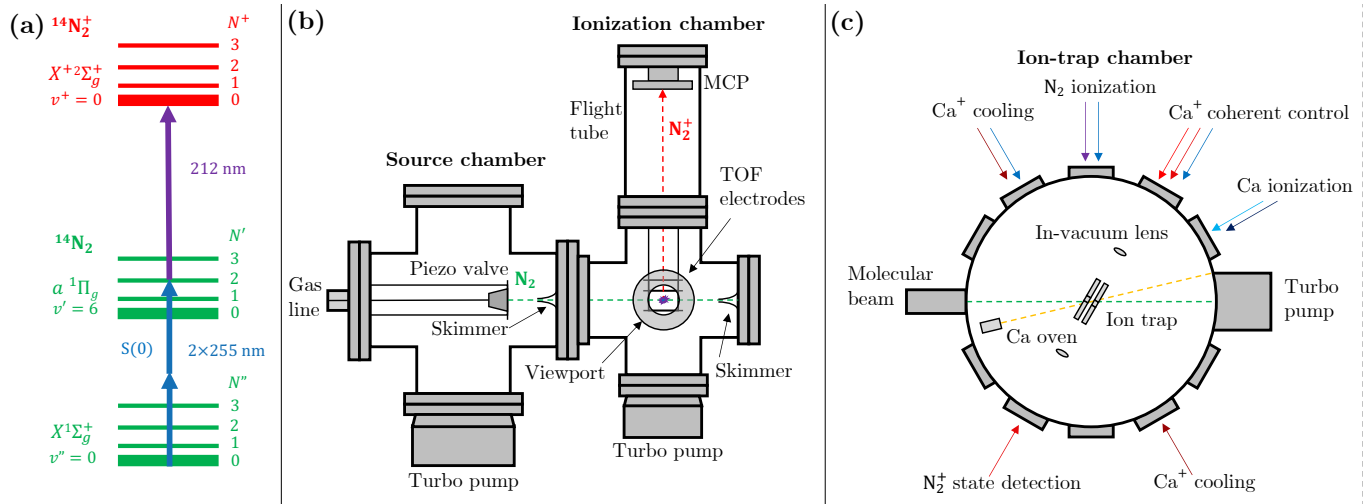 (a)
¹⁴N₂⁺
N⁺
3
2
X⁺ ²Σg⁺
1
v⁺ = 0
0
212 nm
¹⁴N₂
N'
3
2
a ¹Πg
1
v' = 6
0
S(0)
2×255 nm
N"
3
2
X¹Σg⁺
1
v" = 0
0
(b)
Ionization chamber
MCP
Flight
tube
N₂⁺
Source chamber
TOF
electrodes
Piezo valve
N₂
Gas
line
Skimmer
Viewport
Skimmer
Turbo pump
Turbo pump
(c)
Ion-trap chamber
N₂ ionization
Ca⁺
cooling
Ca⁺ coherent control
Ca ionization
In-vacuum lens
Molecular
beam
Turbo
pump
Ion trap
Ca oven
N₂⁺ state detection
Ca⁺
cooling